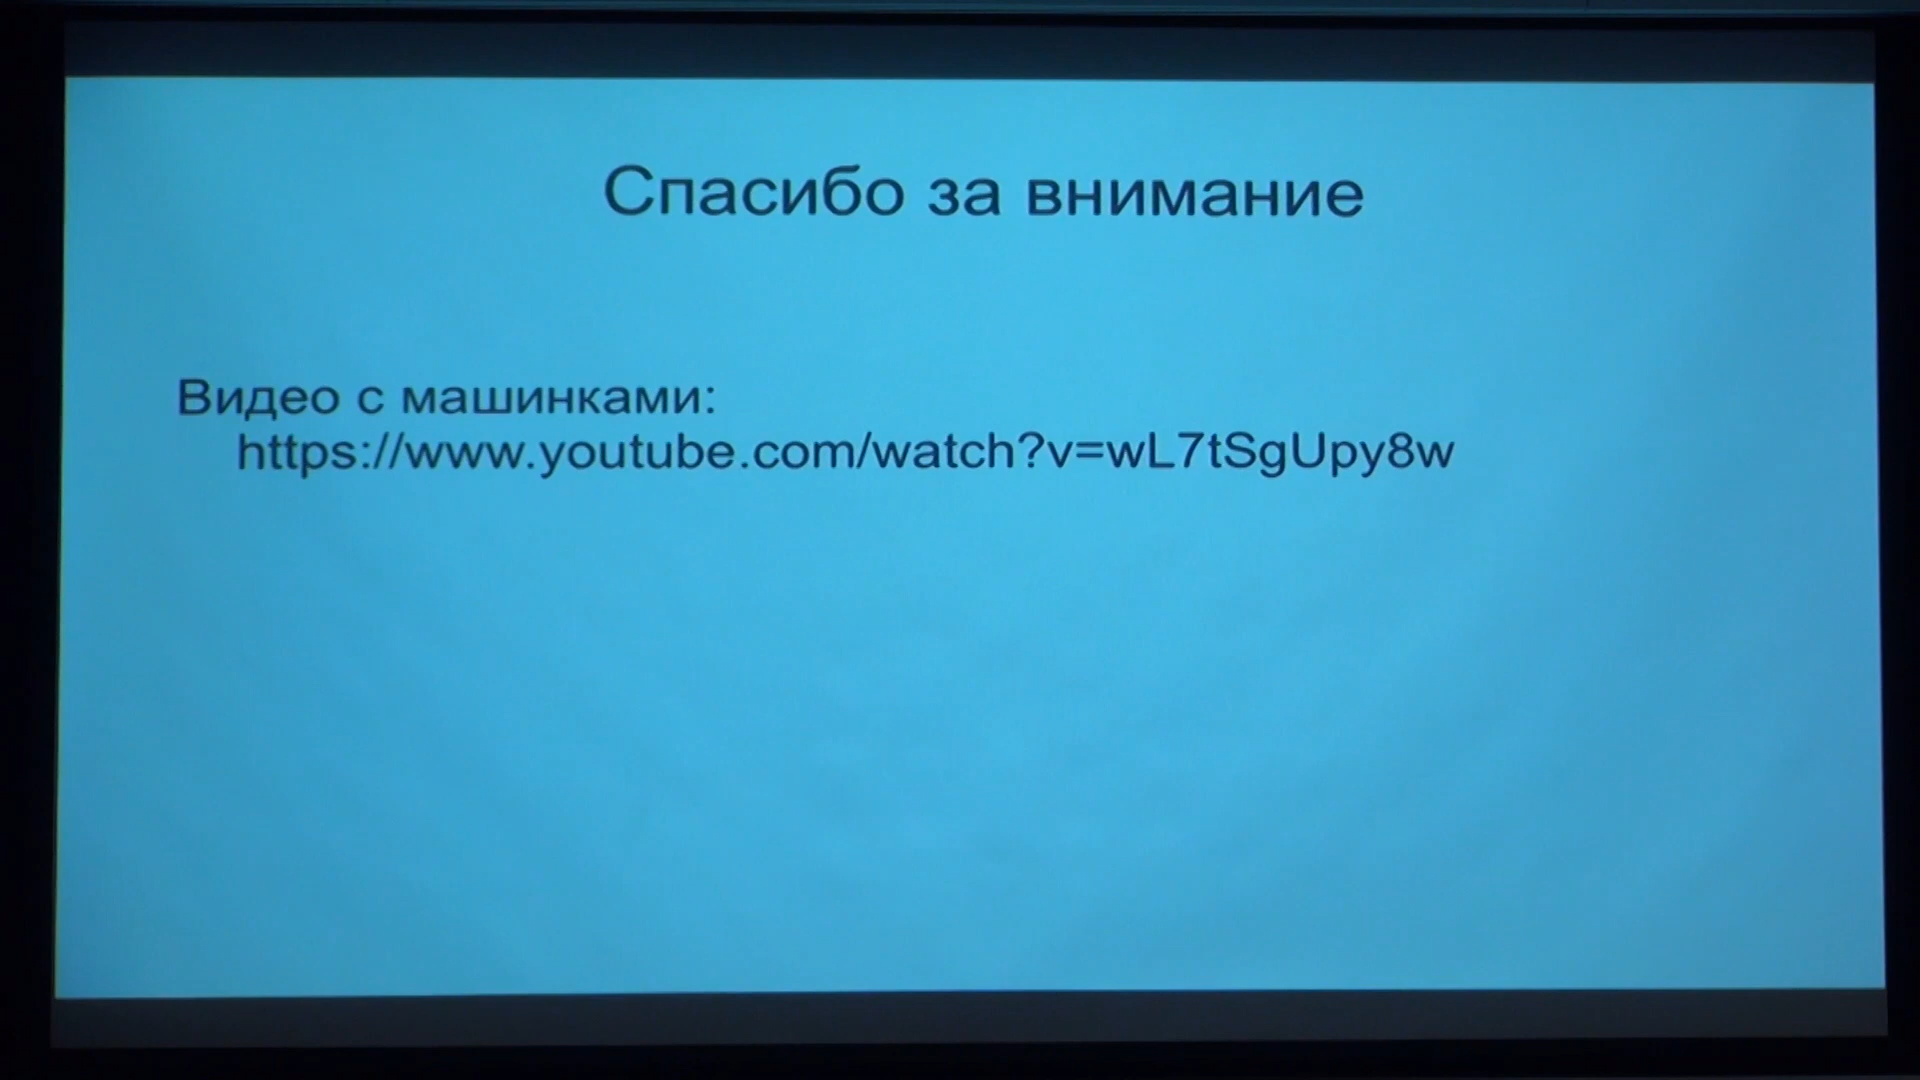 Спасибо за внимание
Видео с машинками:
https://www.youtube.com/watch?v=wL7tSgUpy8w